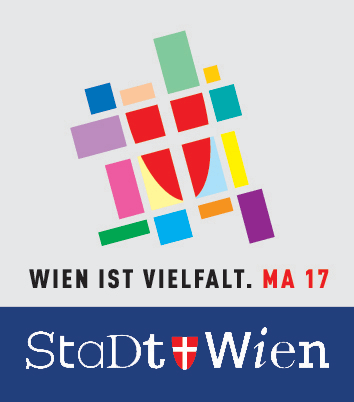 WIEN IST VIELFALT. MA 17
StaDt Wien